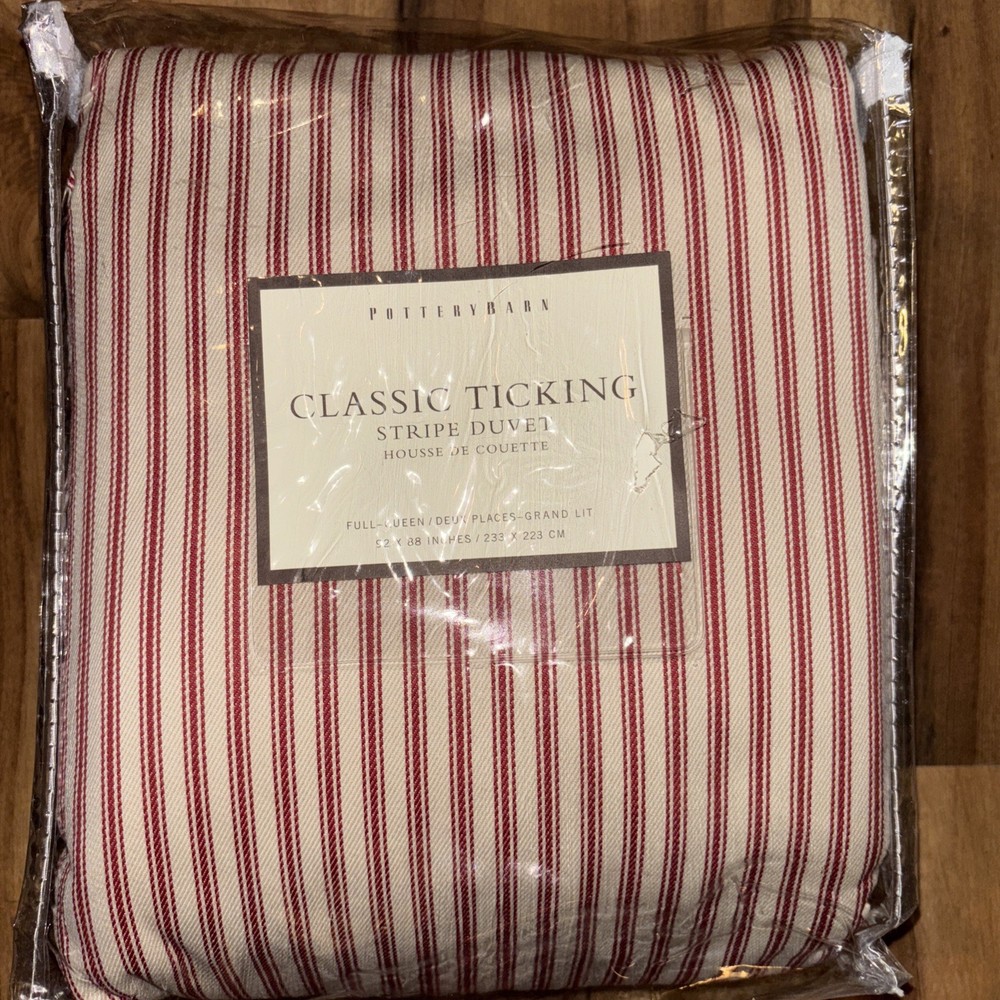 POTTERYBARN
CLASSIC TICKING
STRIPE DUVET
HOUSSE DE COUETTE
FULL-QUEEN/DEUX PLACES-GRAND LIT
92 X 88 INCHES / 233 X 223 CM